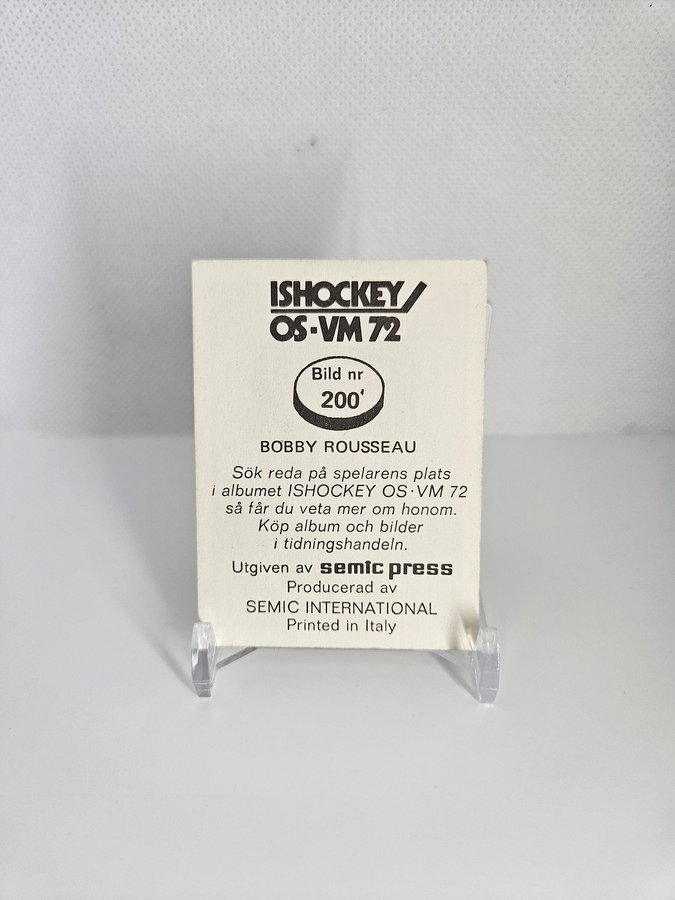 ISHOCKEY/
OS·VM 72
Bild nr
200'
BOBBY ROUSSEAU
Sök reda på spelarens plats
i albumet ISHOCKEY OS·VM 72
så får du veta mer om honom.
Köp album och bilder
i tidningshandeln.
Utgiven av semic press
Producerad av
SEMIC INTERNATIONAL
Printed in Italy